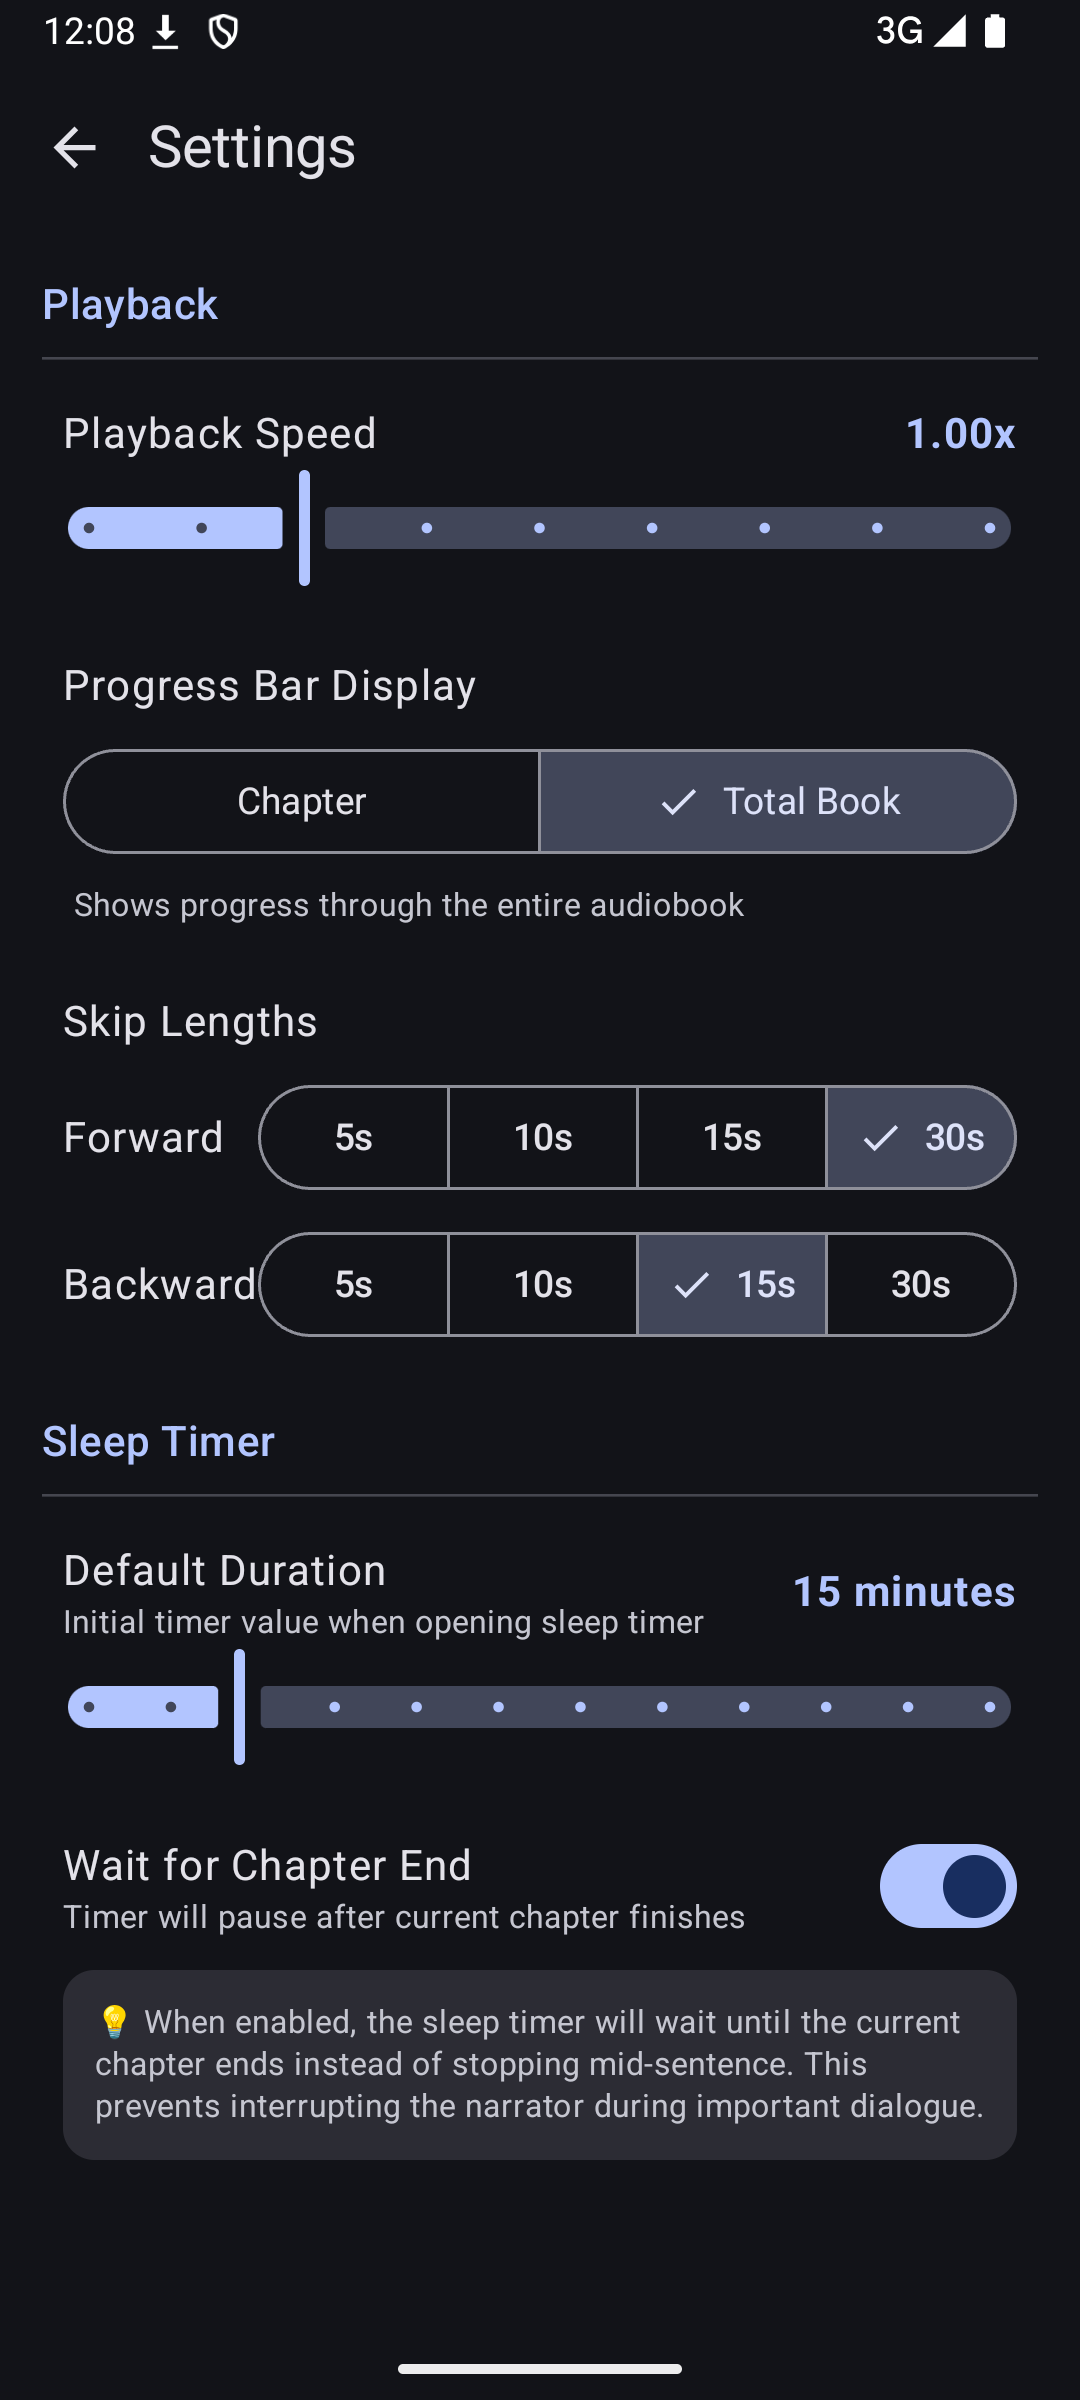 12:08
3G
Settings
Playback
Playback Speed
1.00x
Progress Bar Display
Chapter
Total Book
Shows progress through the entire audiobook
Skip Lengths
Forward
5s
10s
15s
30s
Backward
5s
10s
15s
30s
Sleep Timer
Default Duration
Initial timer value when opening sleep timer
15 minutes
Wait for Chapter End
Timer will pause after current chapter finishes
💡 When enabled, the sleep timer will wait until the current
chapter ends instead of stopping mid-sentence. This
prevents interrupting the narrator during important dialogue.